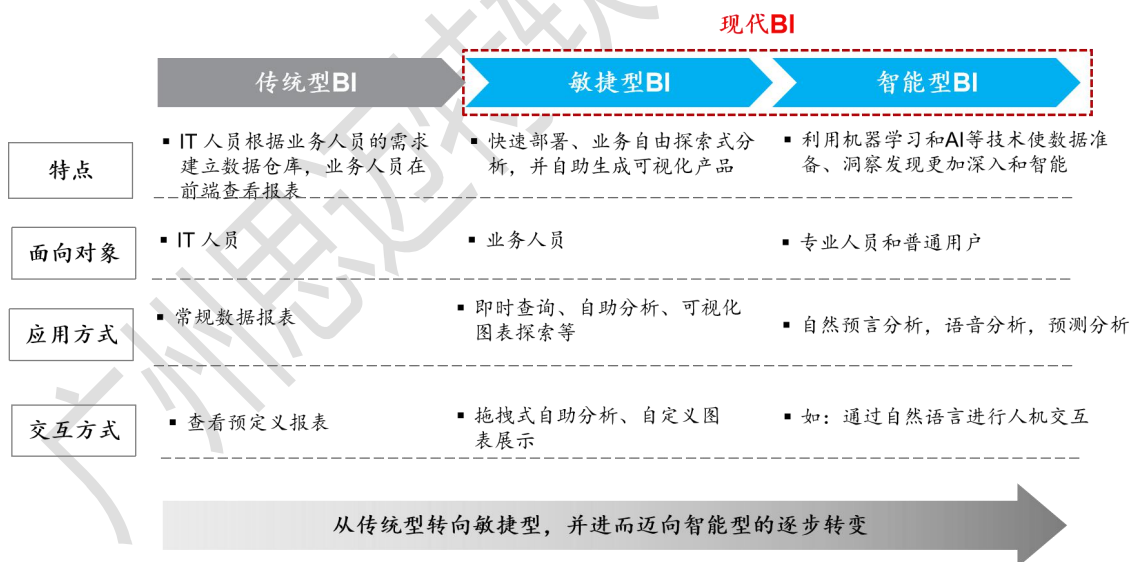 现代BI
传统型BI
敏捷型BI
智能型BI
特点
▪ IT 人员根据业务人员的需求
建立数据仓库，业务人员在
前端查看报表
▪ 快速部署、业务自由探索式分
析，并自助生成可视化产品
▪ 利用机器学习和AI等技术使数据准
备、洞察发现更加深入和智能
面向对象
▪ IT 人员
▪ 业务人员
▪ 专业人员和普通用户
应用方式
▪ 常规数据报表
▪ 即时查询、自助分析、可视化
图表探索等
▪ 自然预言分析，语音分析，预测分析
交互方式
▪ 查看预定义报表
▪ 拖拽式自助分析、自定义图
表展示
▪ 如：通过自然语言进行人机交互
从传统型转向敏捷型，并进而迈向智能型的逐步转变
广州思迈特软